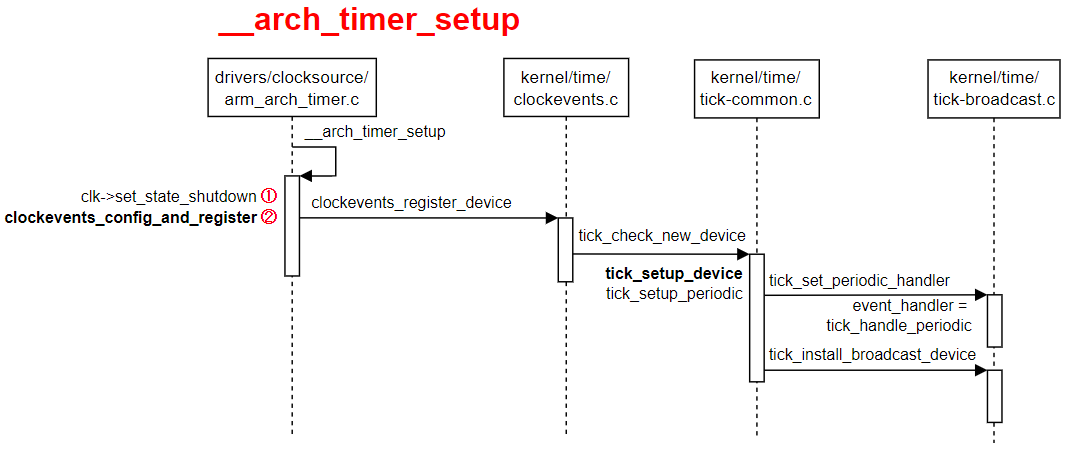 __arch_timer_setup
drivers/clocksource/
arm_arch_timer.c
kernel/time/
clockevents.c
kernel/time/
tick-common.c
kernel/time/
tick-broadcast.c
__arch_timer_setup
clk->set_state_shutdown ①
clockevents_config_and_register ②
clockevents_register_device
tick_check_new_device
tick_setup_device
tick_setup_periodic
tick_set_periodic_handler
event_handler =
tick_handle_periodic
tick_install_broadcast_device